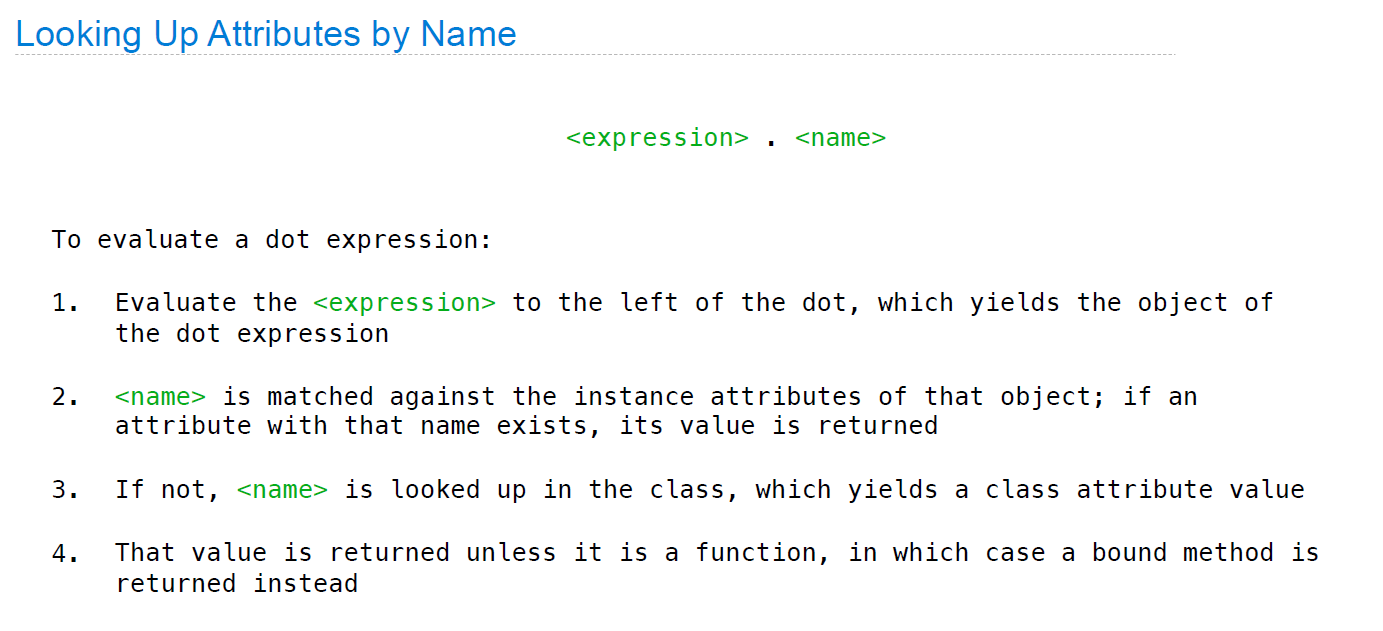 Looking Up Attributes by Name
<expression> . <name>
To evaluate a dot expression:
1. Evaluate the <expression> to the left of the dot, which yields the object of
the dot expression
2. <name> is matched against the instance attributes of that object; if an
attribute with that name exists, its value is returned
3. If not, <name> is looked up in the class, which yields a class attribute value
4. That value is returned unless it is a function, in which case a bound method is
returned instead